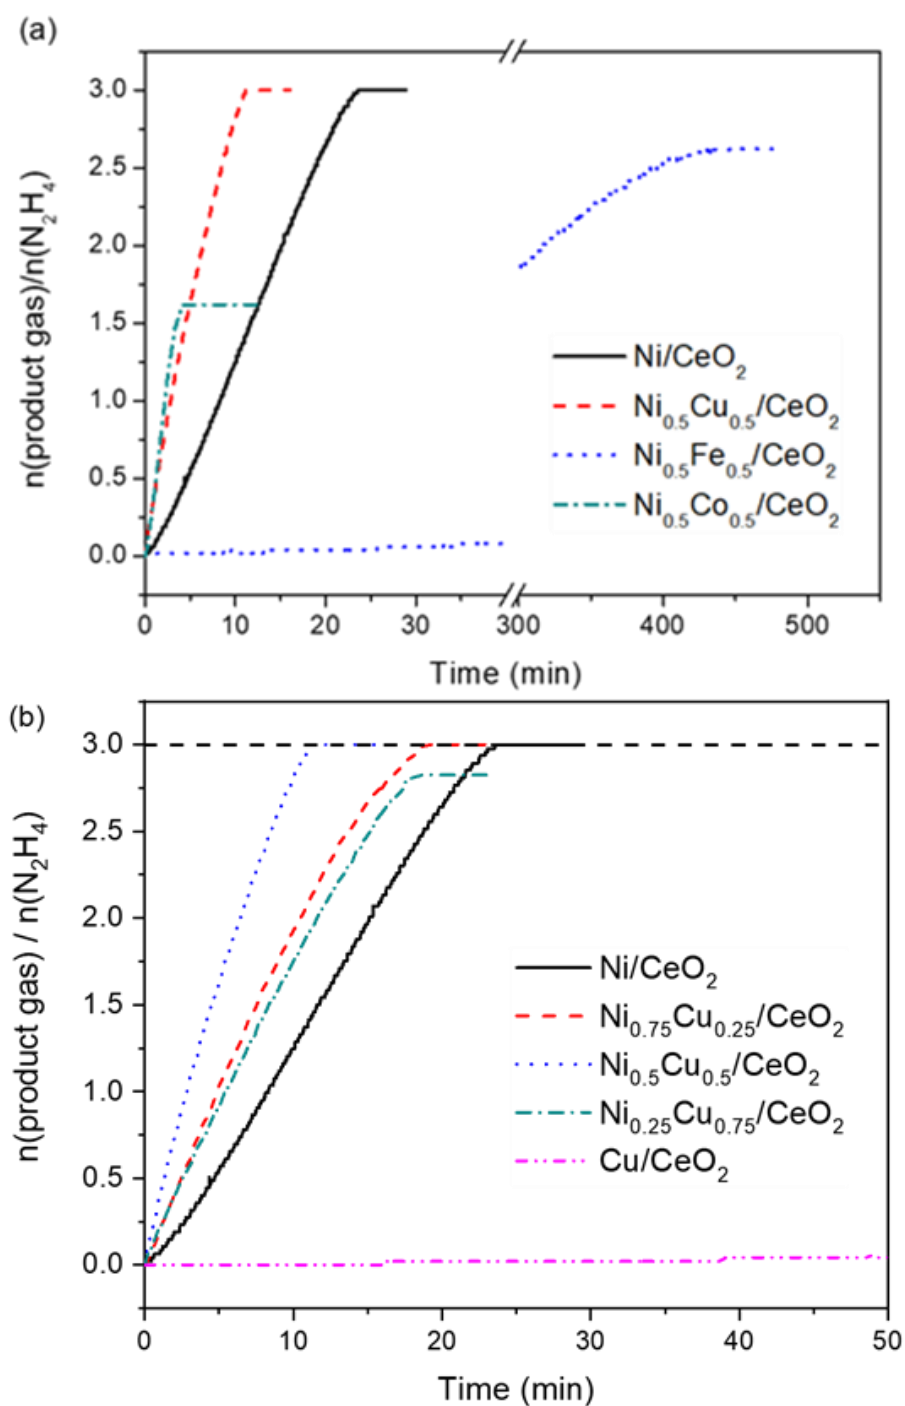 (a)
n(product gas)/n(N₂H₄)
3.0
2.5
2.0
1.5
1.0
0.5
0.0
Ni/CeO₂
Ni₀.₅Cu₀.₅/CeO₂
Ni₀.₅Fe₀.₅/CeO₂
Ni₀.₅Co₀.₅/CeO₂
0 10 20 30 300 400 500
Time (min)
(b)
n(product gas) / n(N₂H₄)
3.0
2.5
2.0
1.5
1.0
0.5
0.0
Ni/CeO₂
Ni₀.₇₅Cu₀.₂₅/CeO₂
Ni₀.₅Cu₀.₅/CeO₂
Ni₀.₂₅Cu₀.₇₅/CeO₂
Cu/CeO₂
0 10 20 30 40 50
Time (min)